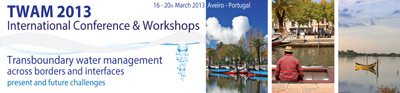 TWAM 2013
16 - 20th March 2013 Aveiro - Portugal
International Conference & Workshops
Transboundary water management
across borders and interfaces
present and future challenges